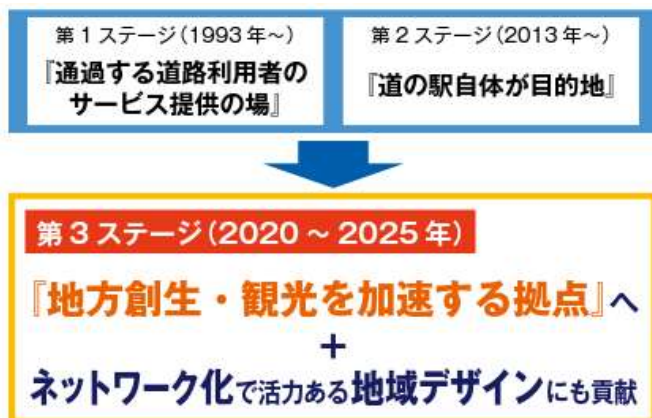 第1ステージ（1993年～）
『通過する道路利用者の
サービス提供の場』
第2ステージ（2013年～）
『道の駅自体が目的地』
第3ステージ（2020～2025年）
『地方創生・観光を加速する拠点』へ
+
ネットワーク化で活力ある地域デザインにも貢献